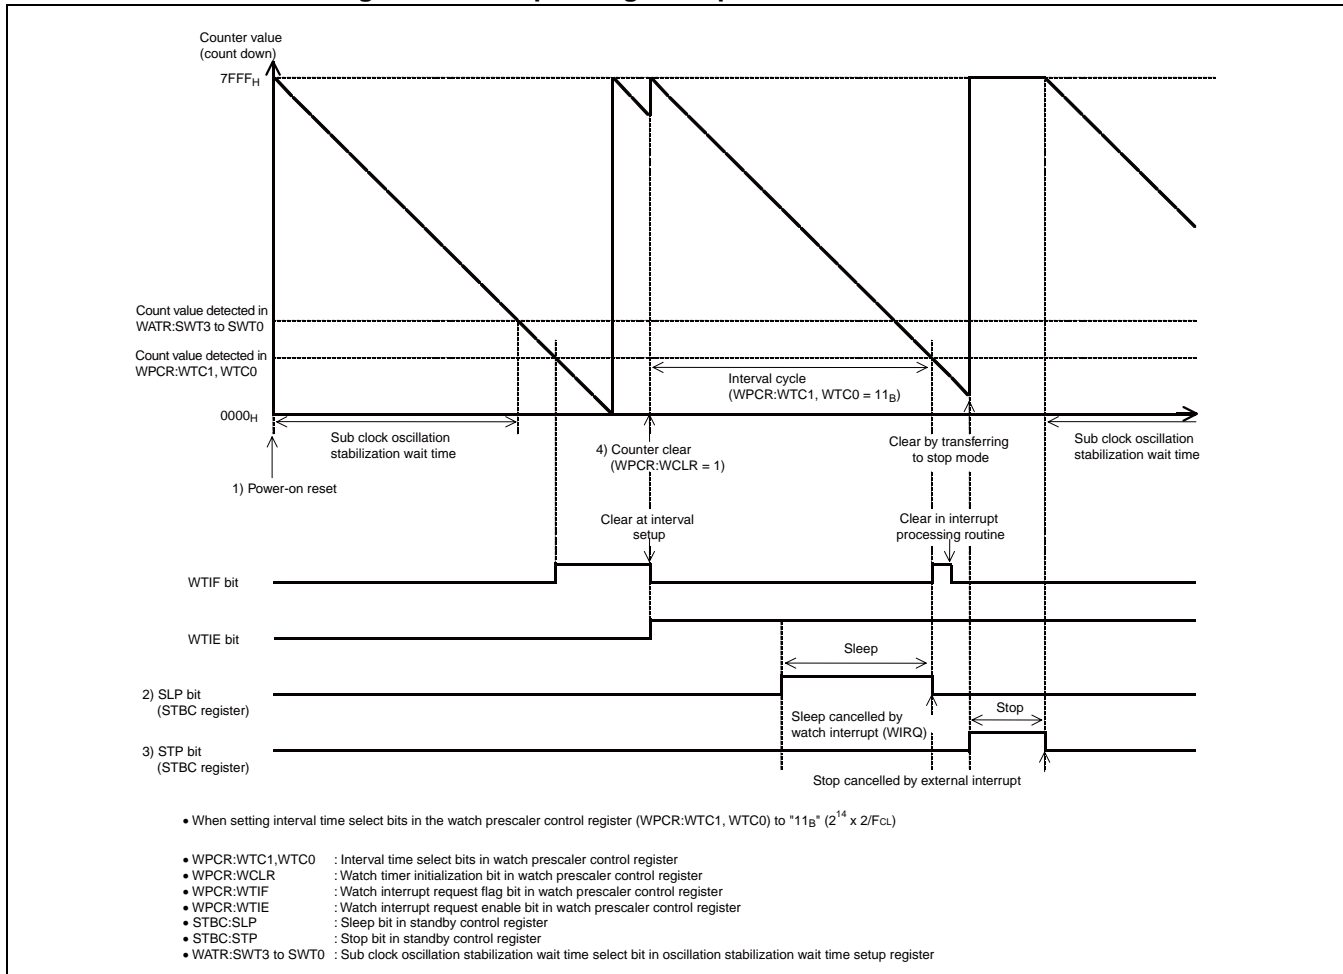 Counter value
(count down)
7FFFH
Count value detected in
WATR:SWT3 to SWT0
Count value detected in
WPCR:WTC1, WTC0
Interval cycle
(WPCR:WTC1, WTC0 = 11B)
0000H
Sub clock oscillation
stabilization wait time
4) Counter clear
(WPCR:WCLR = 1)
Clear by transferring
to stop mode
Sub clock oscillation
stabilization wait time
1) Power-on reset
Clear at interval
setup
Clear in interrupt
processing routine
WTIF bit
WTIE bit
Sleep
2) SLP bit
(STBC register)
Sleep cancelled by
watch interrupt (WIRQ)
Stop
3) STP bit
(STBC register)
Stop cancelled by external interrupt
• When setting interval time select bits in the watch prescaler control register (WPCR:WTC1, WTC0) to "11B" (2^14 x 2/FCL)
• WPCR:WTC1,WTC0 : Interval time select bits in watch prescaler control register
• WPCR:WCLR : Watch timer initialization bit in watch prescaler control register
• WPCR:WTIF : Watch interrupt request flag bit in watch prescaler control register
• WPCR:WTIE : Watch interrupt request enable bit in watch prescaler control register
• STBC:SLP : Sleep bit in standby control register
• STBC:STP : Stop bit in standby control register
• WATR:SWT3 to SWT0 : Sub clock oscillation stabilization wait time select bit in oscillation stabilization wait time setup register